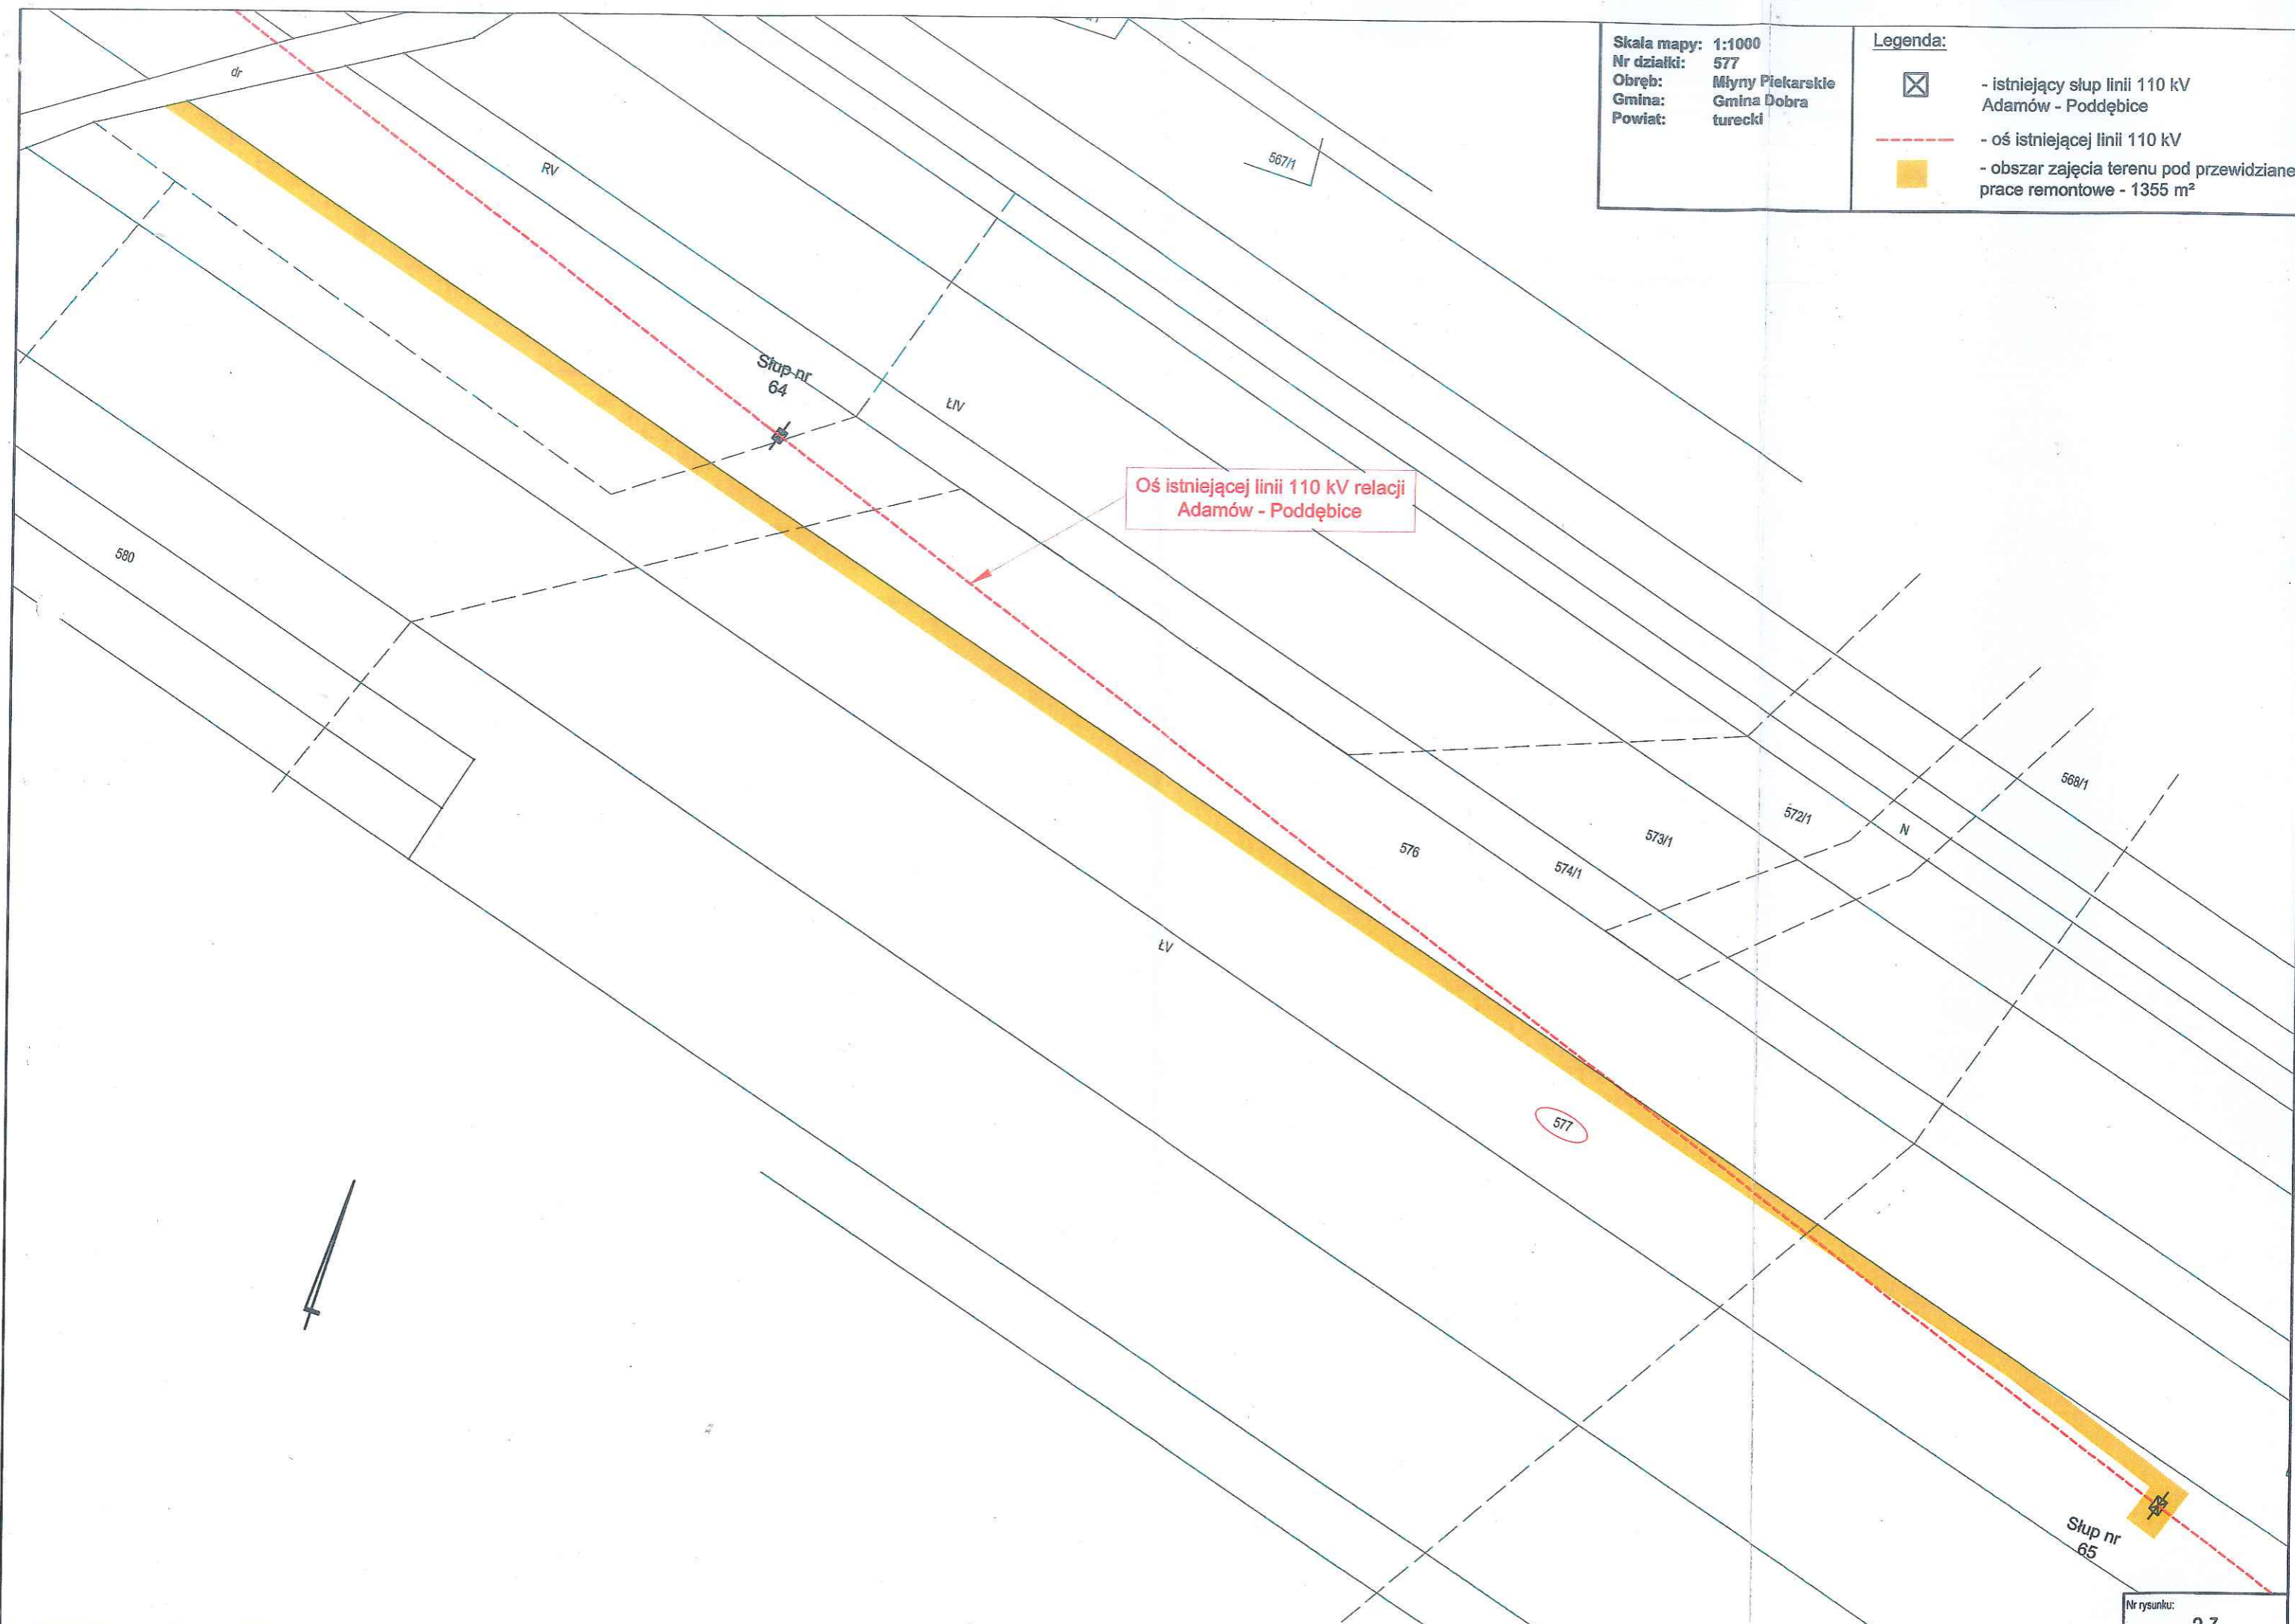 Skala mapy: 1:1000
Nr działki: 577
Obręb: Młyny Piekarskie
Gmina: Gmina Dobra
Powiat: turecki
Legenda:
- istniejący słup linii 110 kV
Adamów - Poddębice
- oś istniejącej linii 110 kV
- obszar zajęcia terenu pod przewidziane
prace remontowe - 1355 m²
dr
RV
567/1
Słup nr
64
ŁIV
Oś istniejącej linii 110 kV relacji
Adamów - Poddębice
580
568/1
572/1
N
573/1
576
574/1
ŁV
577
Słup nr
65
Nr rysunku: